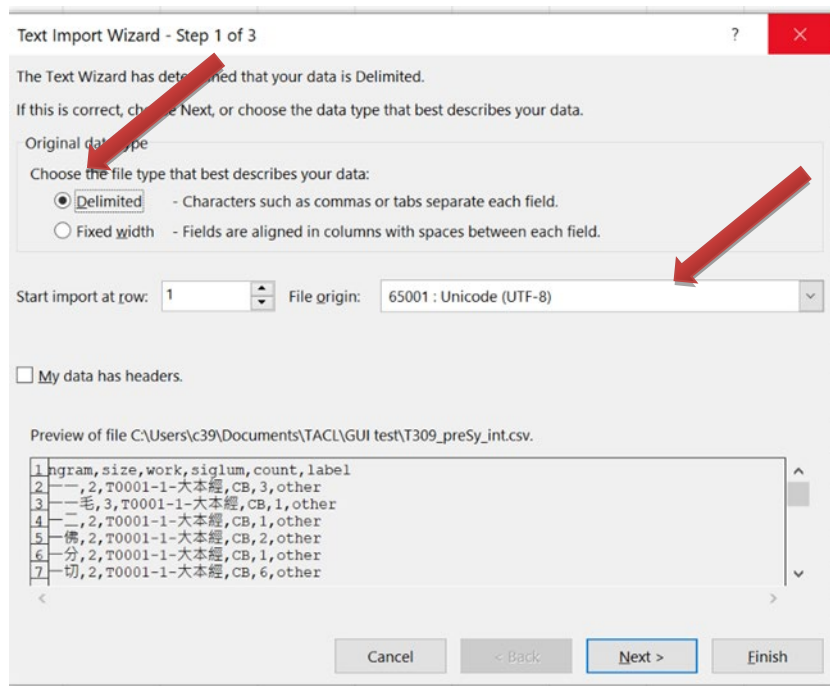 Text Import Wizard - Step 1 of 3 ?
The Text Wizard has determined that your data is Delimited.
If this is correct, choose Next, or choose the data type that best describes your data.
Original data type
Choose the file type that best describes your data:
Delimited - Characters such as commas or tabs separate each field.
Fixed width - Fields are aligned in columns with spaces between each field.
Start import at row: 1 File origin: 65001 : Unicode (UTF-8)
My data has headers.
Preview of file C:\Users\c39\Documents\TACL\GUI test\T309_preSy_int.csv.
1 ngram,size,work,siglum,count,label
2 一一,2,T0001-1-大本經,CB,3,other
3 一一毛,3,T0001-1-大本經,CB,1,other
4 一二,2,T0001-1-大本經,CB,1,other
5 一佛,2,T0001-1-大本經,CB,2,other
6 一分,2,T0001-1-大本經,CB,1,other
7 一切,2,T0001-1-大本經,CB,6,other
Cancel < Back Next > Finish